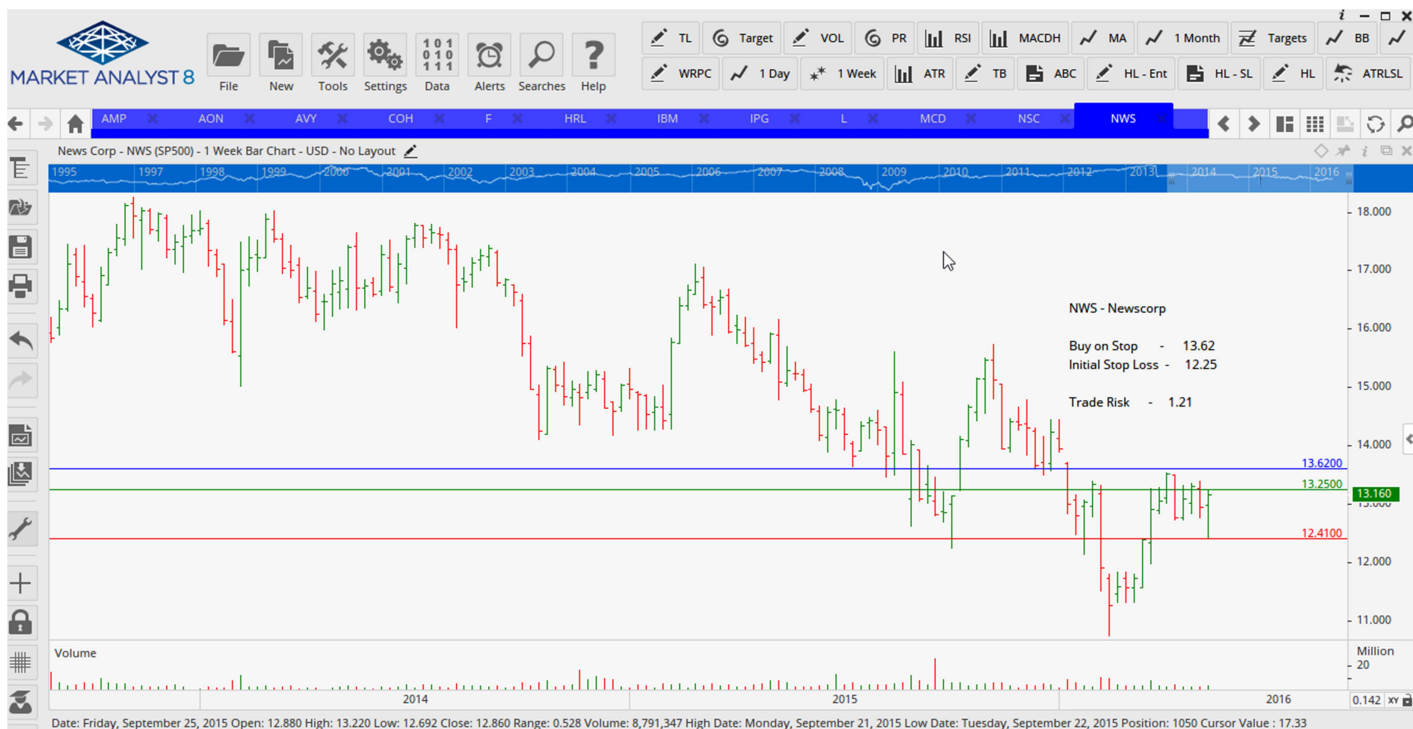 MARKET ANALYST 8
File New Tools Settings Data Alerts Searches Help
101
010
111
TL Target VOL PR RSI MACDH MA 1 Month Targets BB
WRPC 1 Day 1 Week ATR TB ABC HL - Ent HL - SL HL ATRLSL
AMP AON AVY COH F HRL IBM IPG L MCD NSC NWS
News Corp - NWS (SP500) - 1 Week Bar Chart - USD - No Layout
1995 1997 1998 1999 2000 2001 2002 2003 2004 2005 2006 2007 2008 2009 2010 2011 2012 2013 2014 2015 2016
18.000
17.000
NWS - Newscorp
16.000
Buy on Stop - 13.62
Initial Stop Loss - 12.25
15.000
Trade Risk - 1.21
14.000
13.6200
13.2500
13.160
13.000
12.4100
12.000
11.000
Volume
Million
20
2014 2015 2016
0.142 XY
Date: Friday, September 25, 2015 Open: 12.880 High: 13.220 Low: 12.692 Close: 12.860 Range: 0.528 Volume: 8,791,347 High Date: Monday, September 21, 2015 Low Date: Tuesday, September 22, 2015 Position: 1050 Cursor Value : 17.33